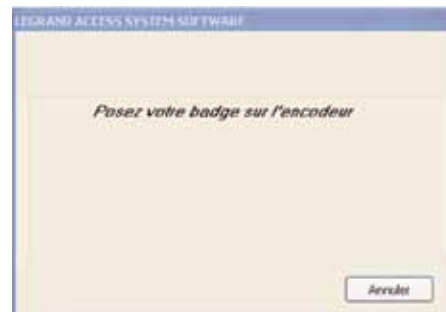 LEGRAND ACCESS SYSTEM SOFTWARE
Posez votre badge sur l'encodeur
Annuler